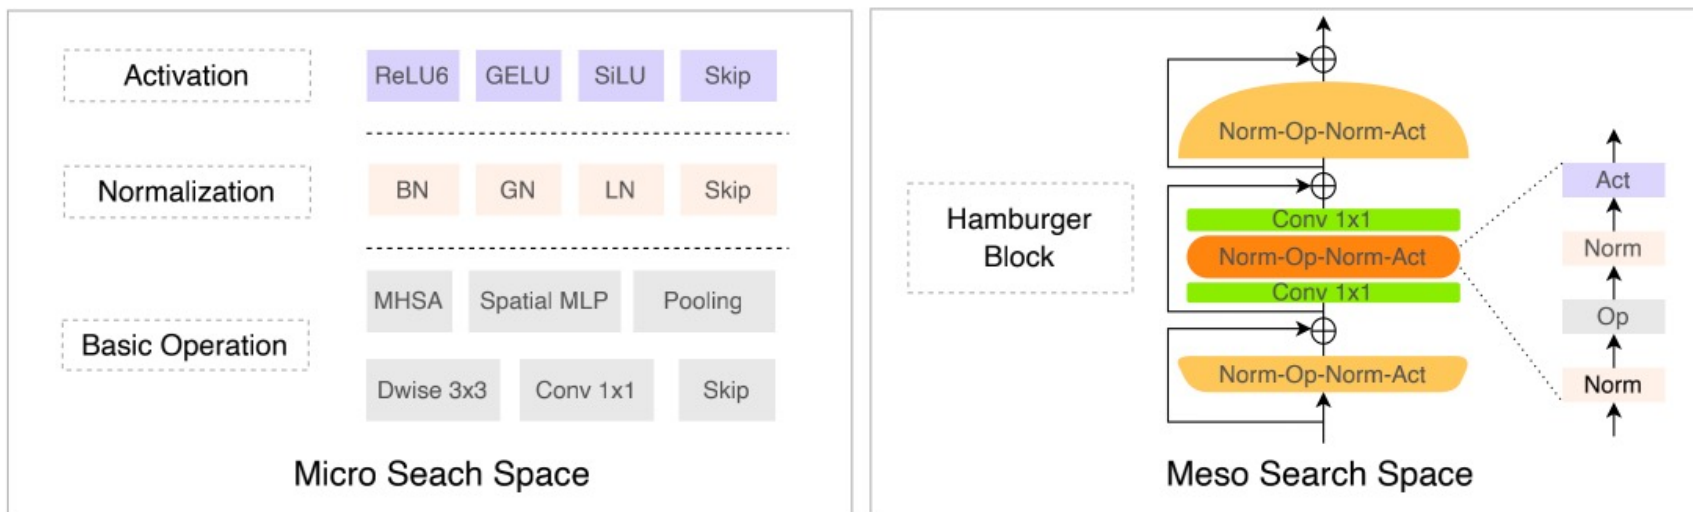 Activation
ReLU6 GELU SiLU Skip
Normalization
BN GN LN Skip
Basic Operation
MHSA Spatial MLP Pooling
Dwise 3x3 Conv 1x1 Skip
Micro Seach Space
Hamburger
Block
Norm-Op-Norm-Act
Conv 1x1
Norm-Op-Norm-Act
Conv 1x1
Norm-Op-Norm-Act
Act
Norm
Op
Norm
Meso Search Space